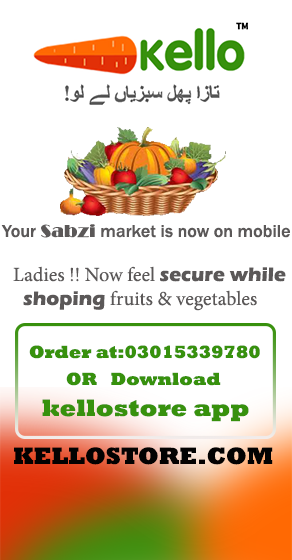 kello™
تازا پھل سبزیاں لے لو!
Your Sabzi market is now on mobile
Ladies !! Now feel secure while
shoping fruits & vegetables
Order at:03015339780
OR Download
kellostore app
KELLOSTORE.COM